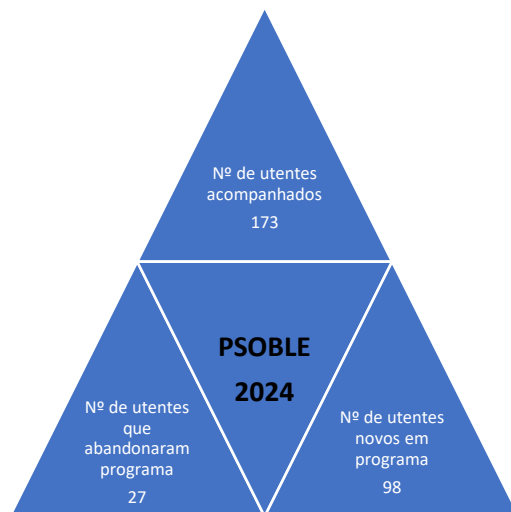 Nº de utentes
acompanhados
173
PSOBLE
2024
Nº de utentes
que
abandonaram
programa
27
Nº de utentes
novos em
programa
98